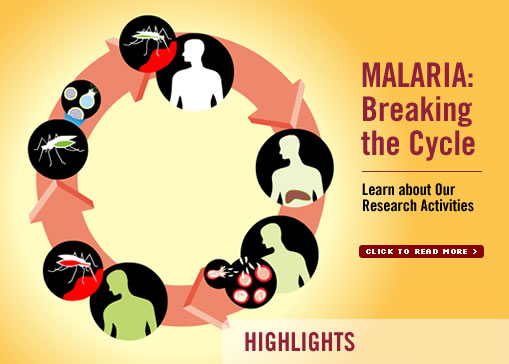 MALARIA:
Breaking
the Cycle
Learn about Our
Research Activities
CLICK TO READ MORE >
HIGHLIGHTS